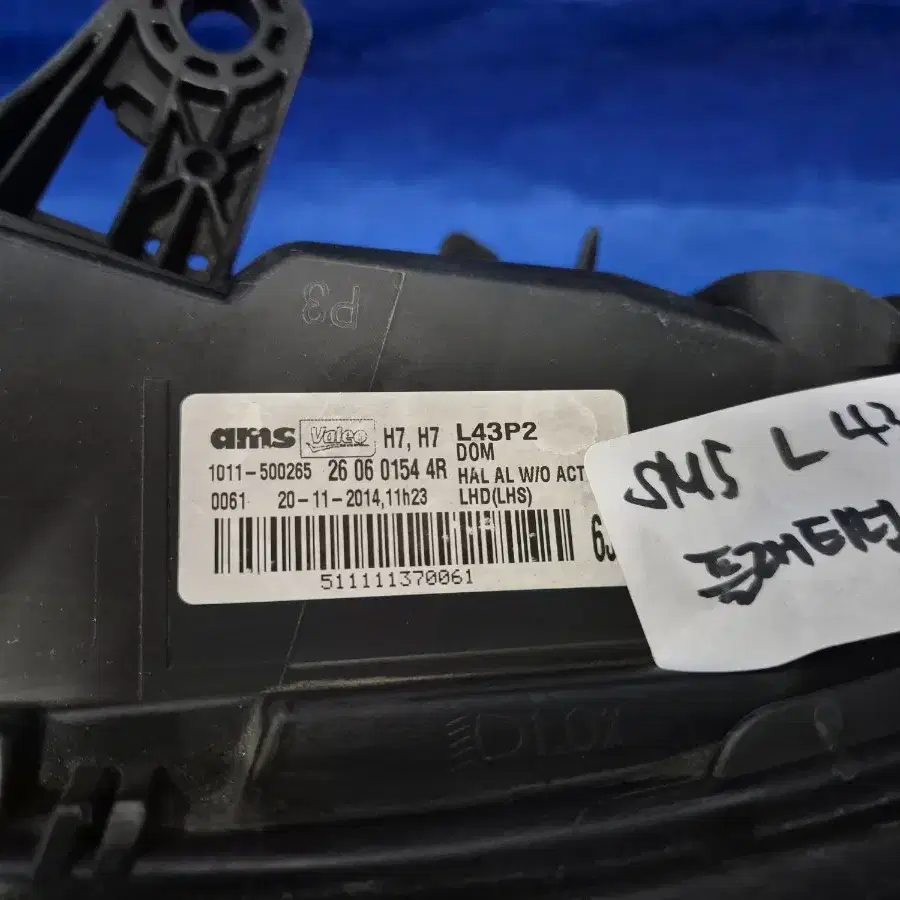 P3
ams Valeo H7, H7 L43P2
DOM
1011-500265 26 06 0154 4R HAL AL W/O ACT
0061 20-11-2014,11h23 LHD(LHS)
511111370061
SM5 L 43